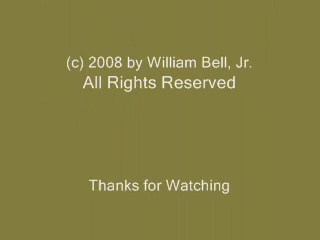 (c) 2008 by William Bell, Jr.
All Rights Reserved
Thanks for Watching